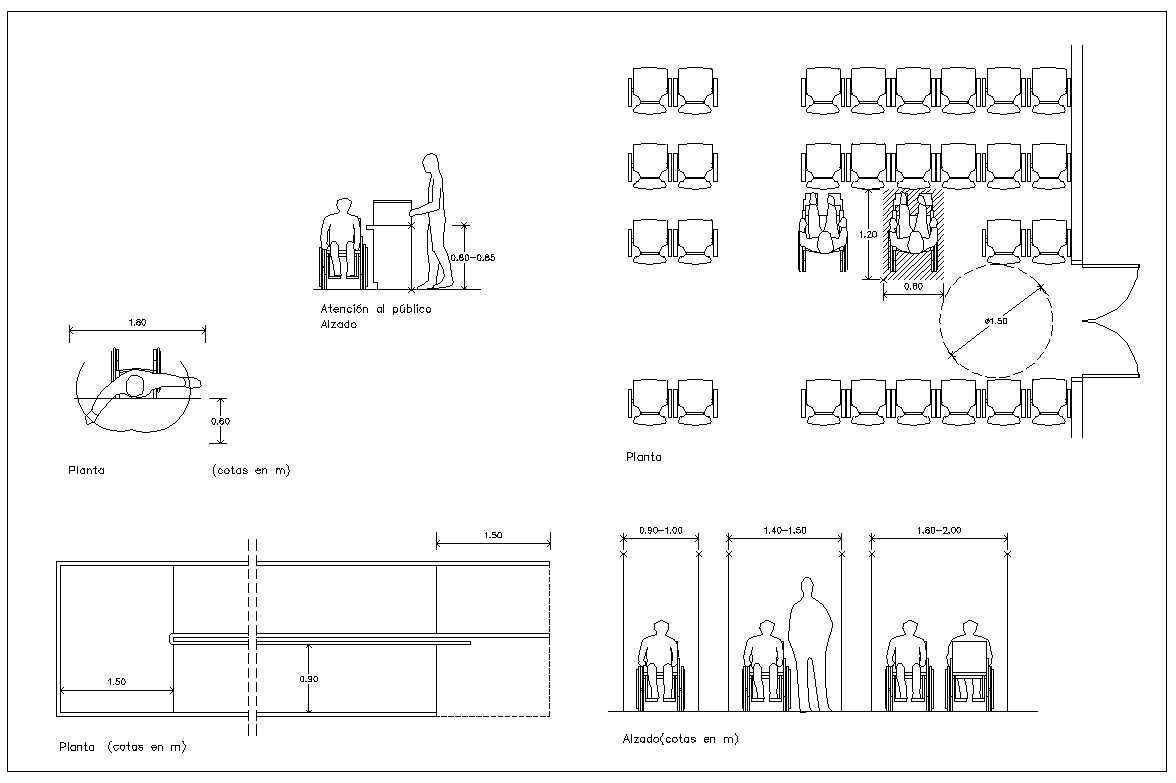 1.20
0.80
ø1.50
0.80-0.85
Atención al público
Alzado
1.80
0.60
Planta (cotas en m)
Planta
1.50
1.50
0.90
Planta (cotas en m)
0.90-1.00 1.40-1.50 1.80-2.00
Alzado(cotas en m)